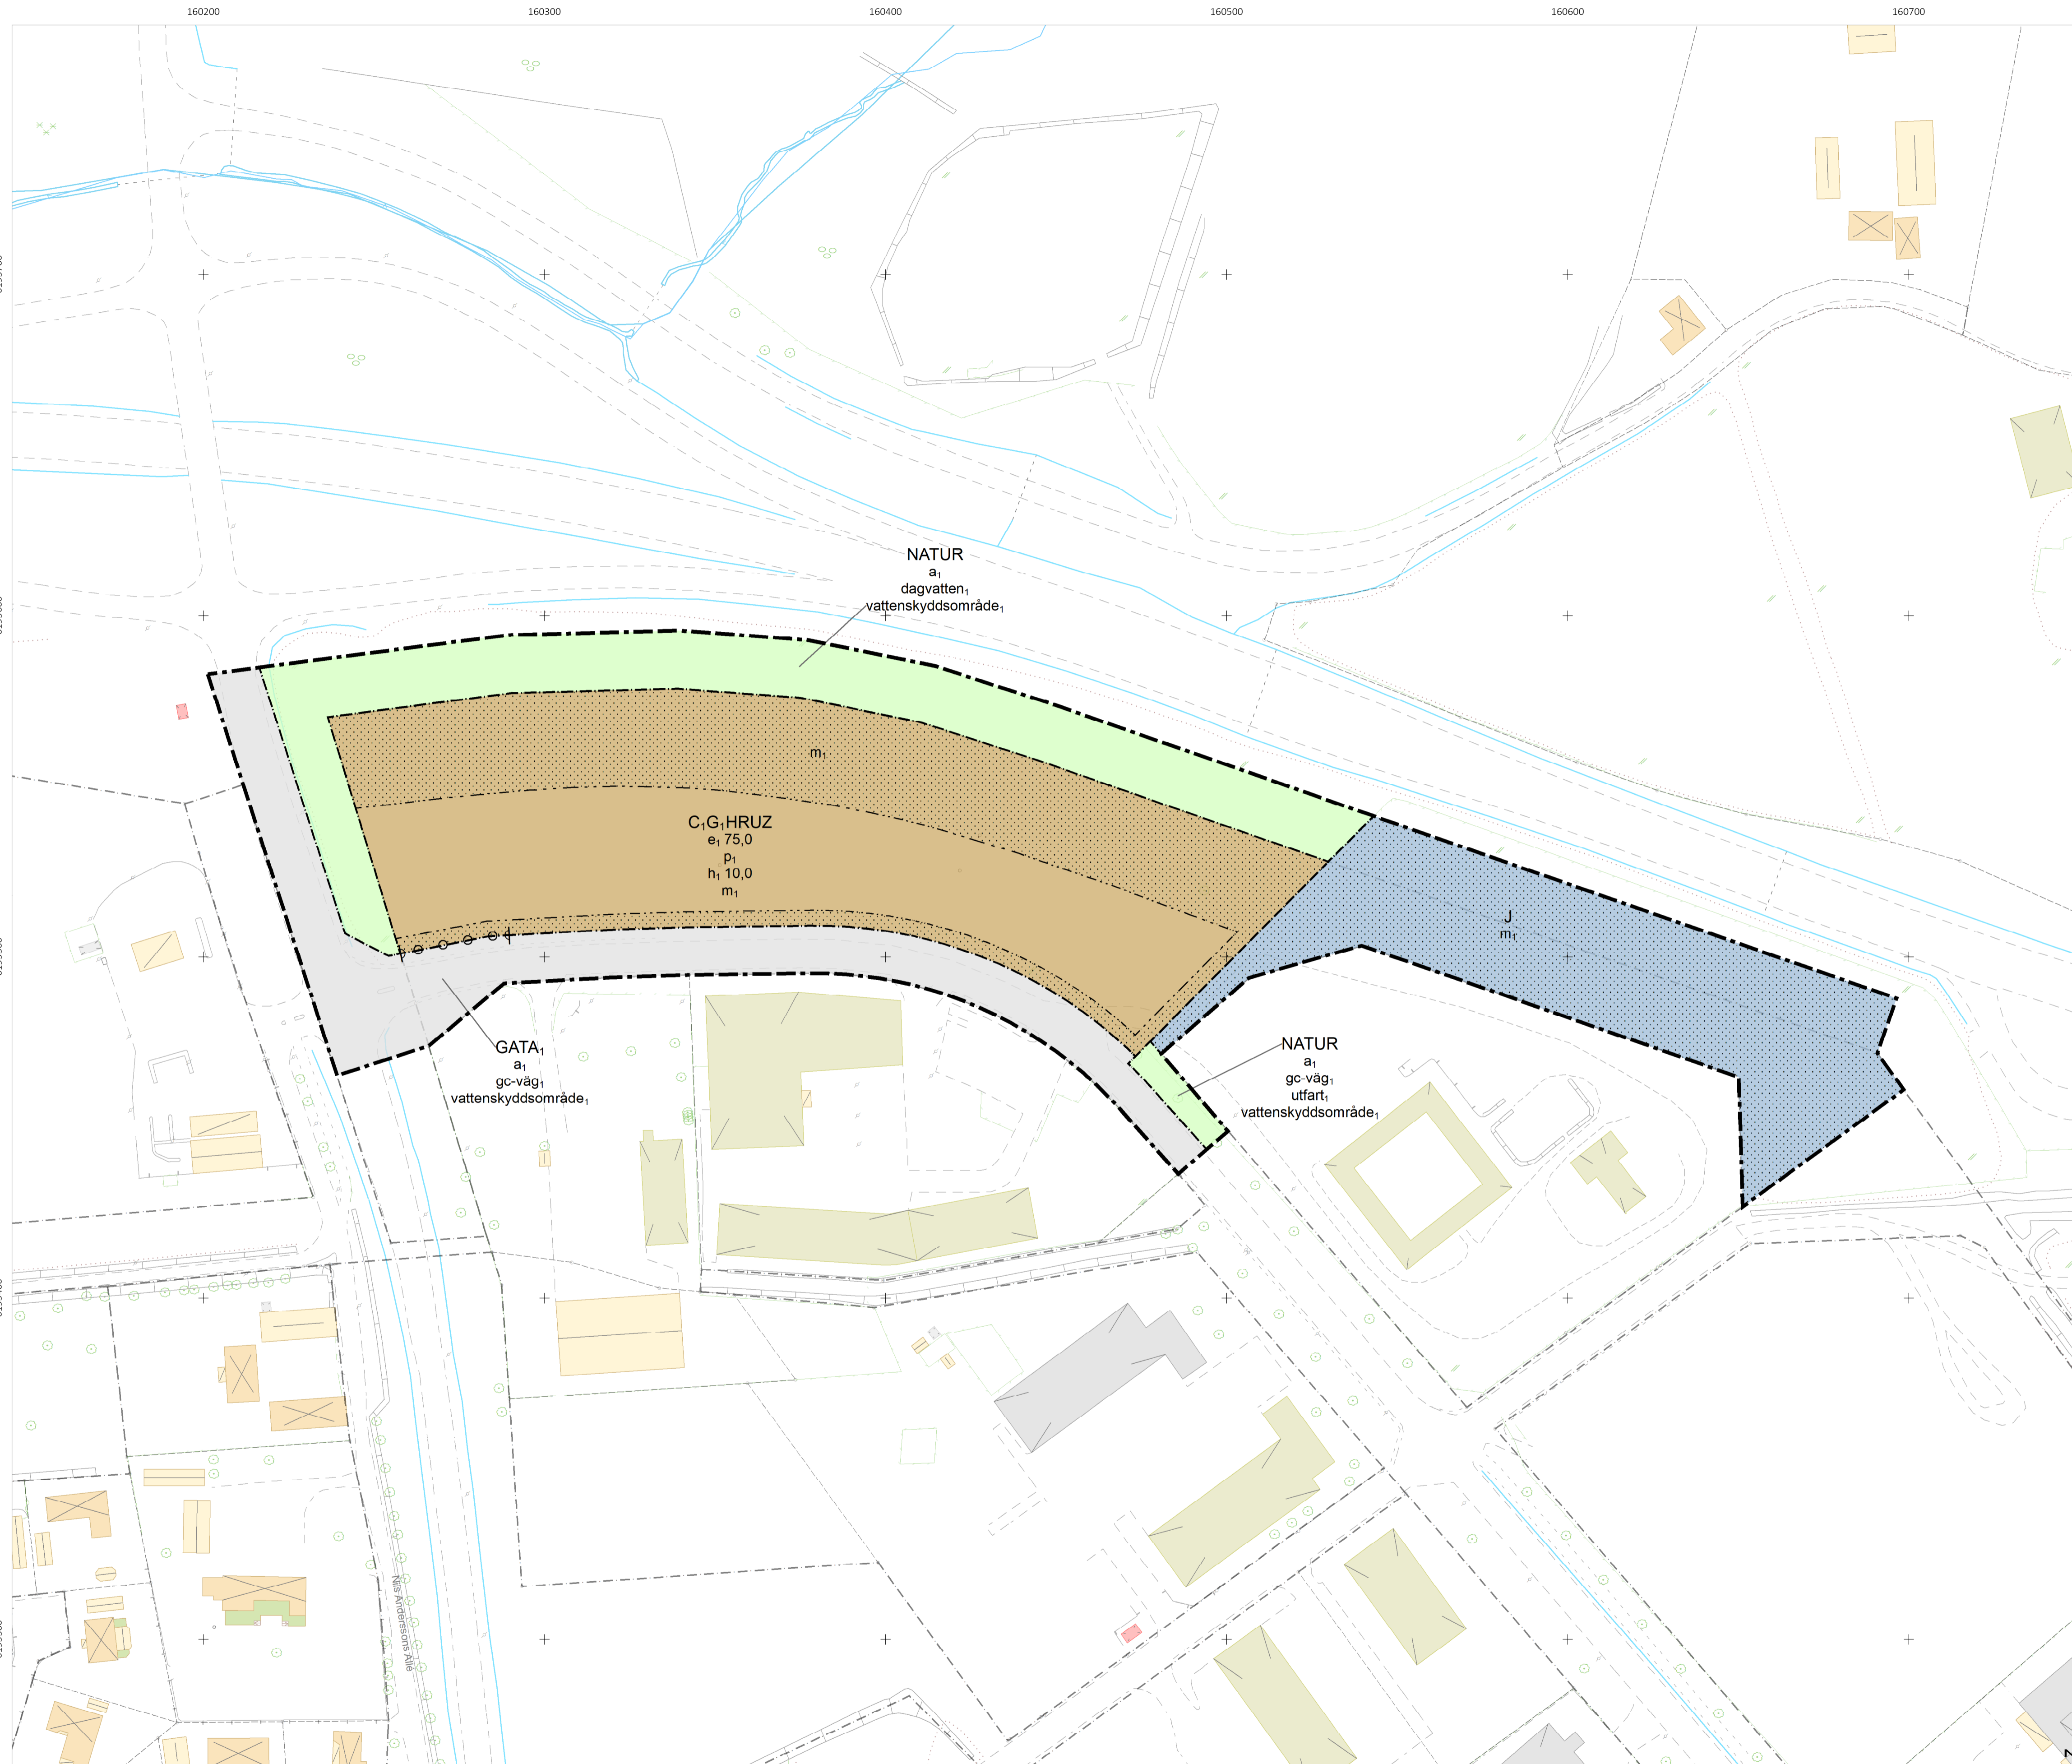 160200 160300 160400 160500 160600 160700
NATUR
a₁
dagvatten₁
vattenskyddsområde₁
m₁
C₁G₁HRUZ
e₁ 75,0
p₁
h₁ 10,0
m₁
J
m₁
GATA₁
a₁
gc-väg₁
vattenskyddsområde₁
NATUR
a₁
gc-väg₁
utfart₁
vattenskyddsområde₁
Nils Anderssons Allé